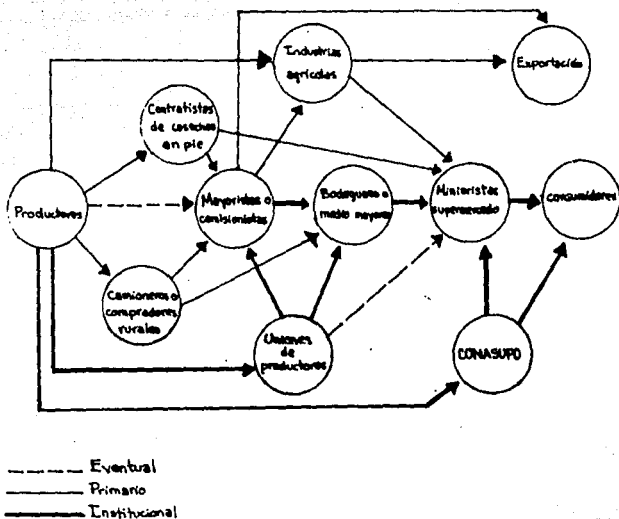 Industrias
agrícolas
Exportación
Contratistas
de cosechas
en pie
Productores
Mayoristas o
comisionistas
Bodegueros o
medio mayoreo
Minoristas
supermercado
Consumidores
Camioneros o
compradores
rurales
Uniones
de
productores
CONASUPO
Eventual
Primario
Institucional